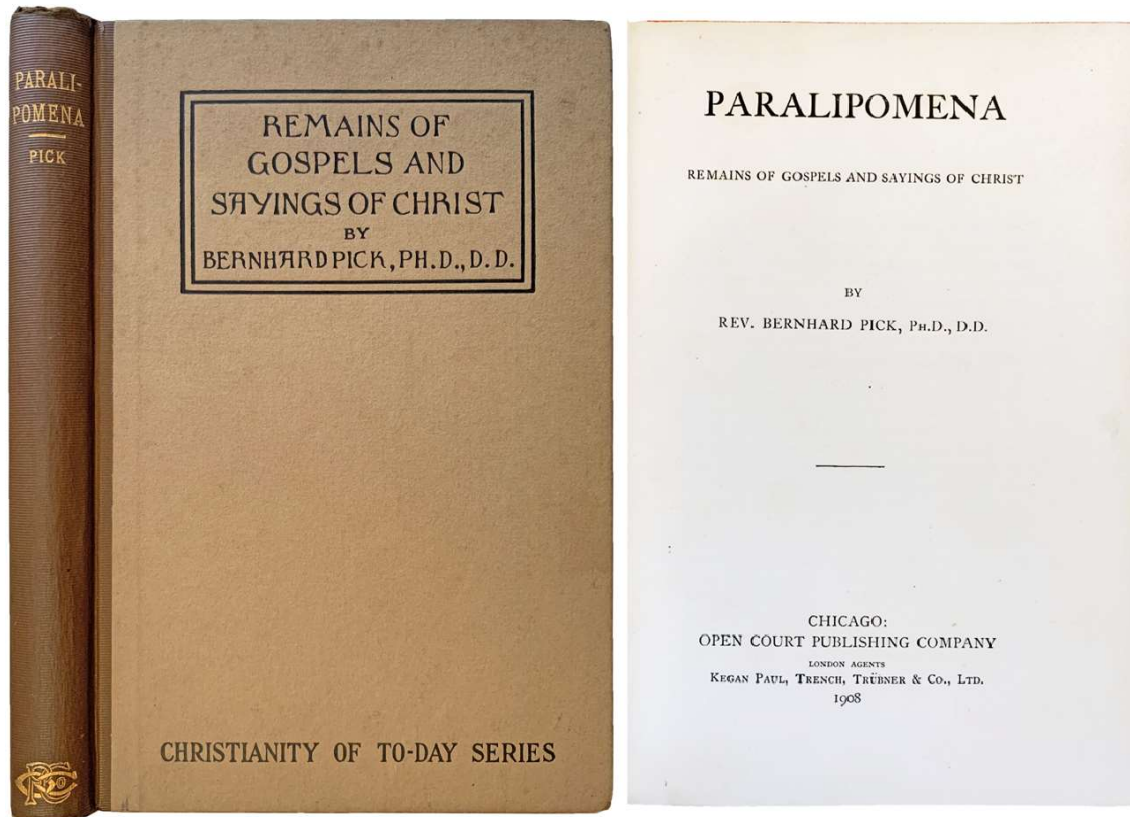 PARALI-
POMENA
PICK
REMAINS OF
GOSPELS AND
SAYINGS OF CHRIST
BY
BERNHARD PICK, PH.D., D.D.
CHRISTIANITY OF TO-DAY SERIES
PARALIPOMENA
REMAINS OF GOSPELS AND SAYINGS OF CHRIST
BY
REV. BERNHARD PICK, PH.D., D.D.
CHICAGO:
OPEN COURT PUBLISHING COMPANY
LONDON AGENTS
KEGAN PAUL, TRENCH, TRÜBNER & CO., LTD.
1908